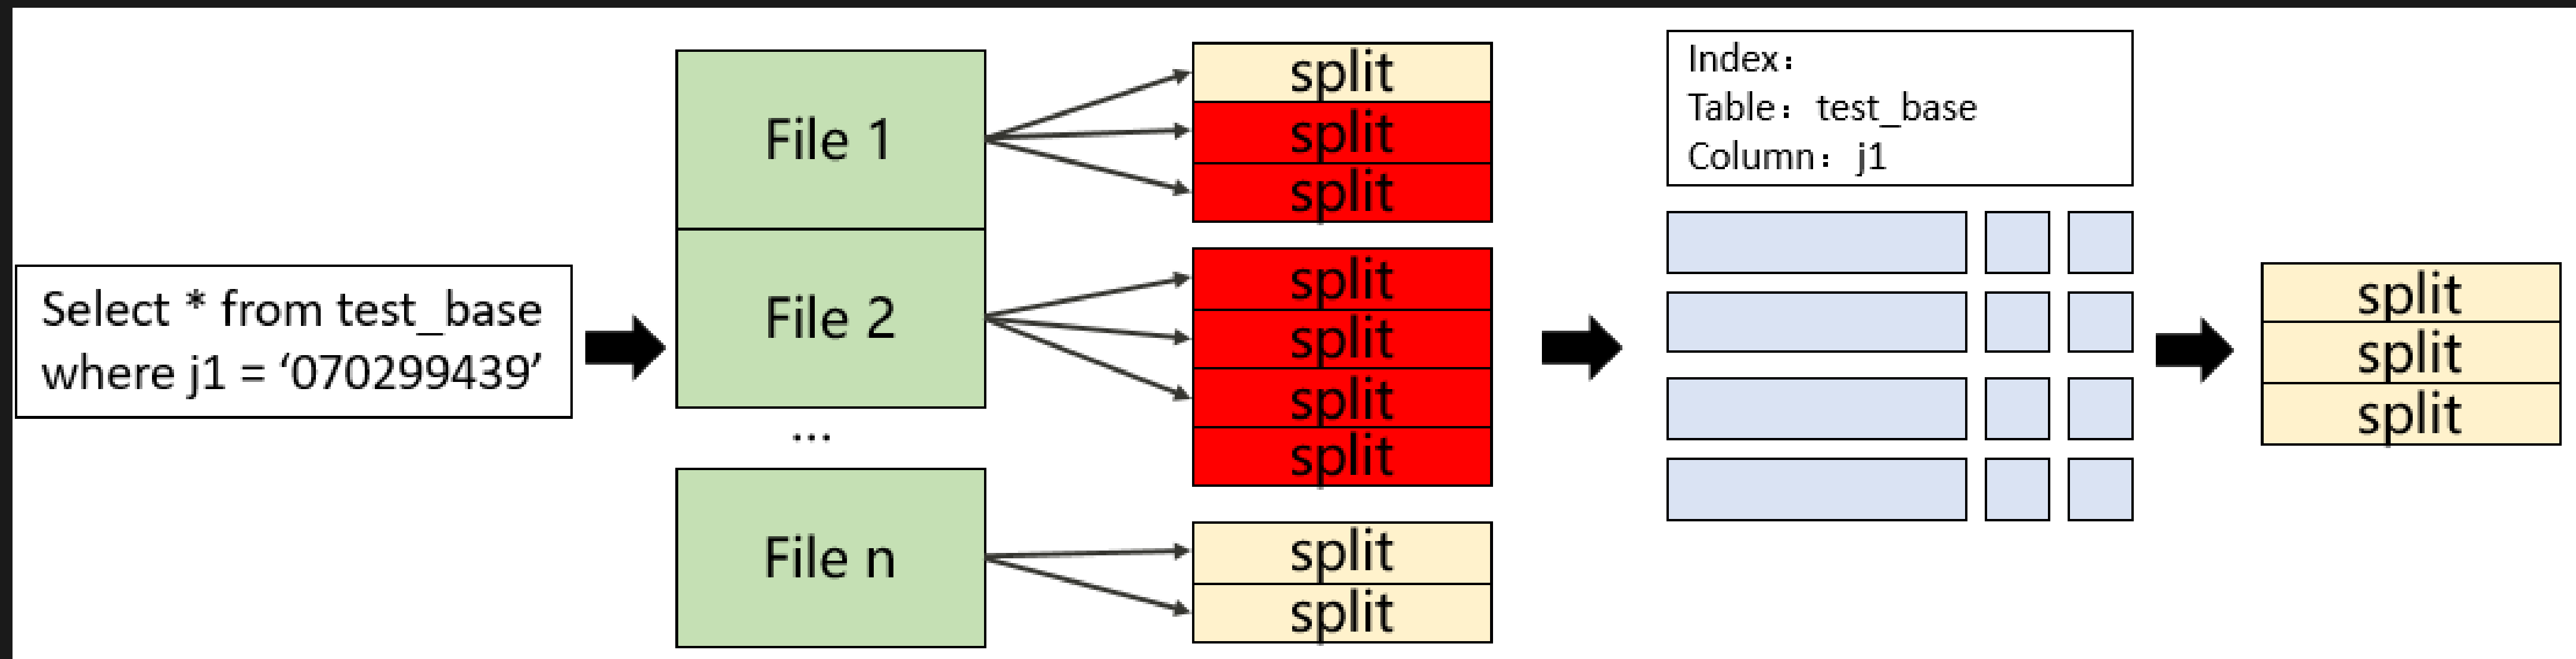 Select * from test_base
where j1 = ‘070299439’
File 1
File 2
...
File n
split
split
split
split
split
split
split
split
split
Index：
Table：test_base
Column：j1
split
split
split